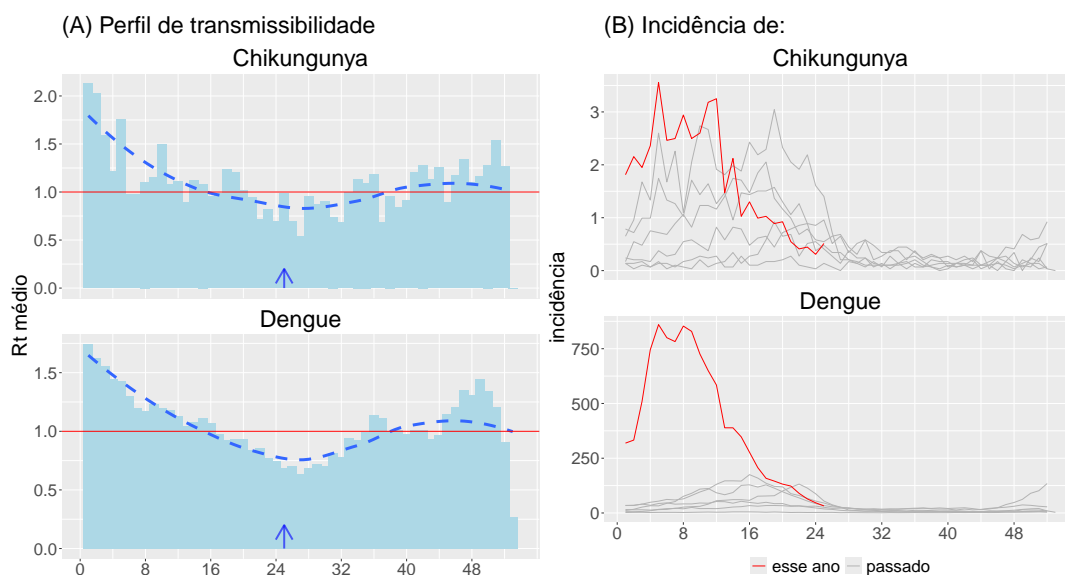 (A) Perfil de transmissibilidade
Chikungunya
2.0
1.5
1.0
0.5
0.0
Dengue
1.5
1.0
0.5
0.0
0 8 16 24 32 40 48
Rt médio
(B) Incidência de:
Chikungunya
3
2
1
0
Dengue
750
500
250
0
0 8 16 24 32 40 48
incidência
esse ano passado